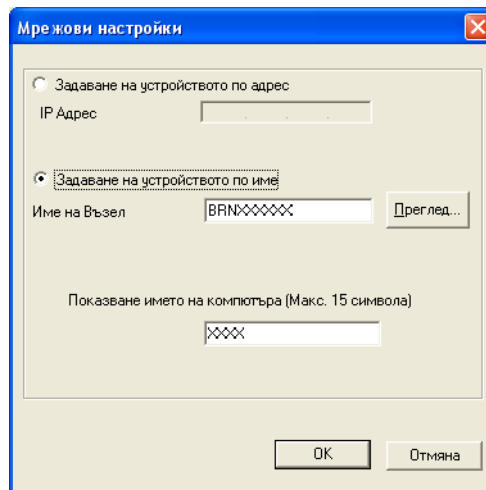 Мрежови настройки
Задаване на устройството по адрес
IP Адрес . . .
Задаване на устройството по име
Име на Възел BRNXXXXXX Преглед...
Показване името на компютъра (Макс. 15 символа)
XXXX
OK Отмяна